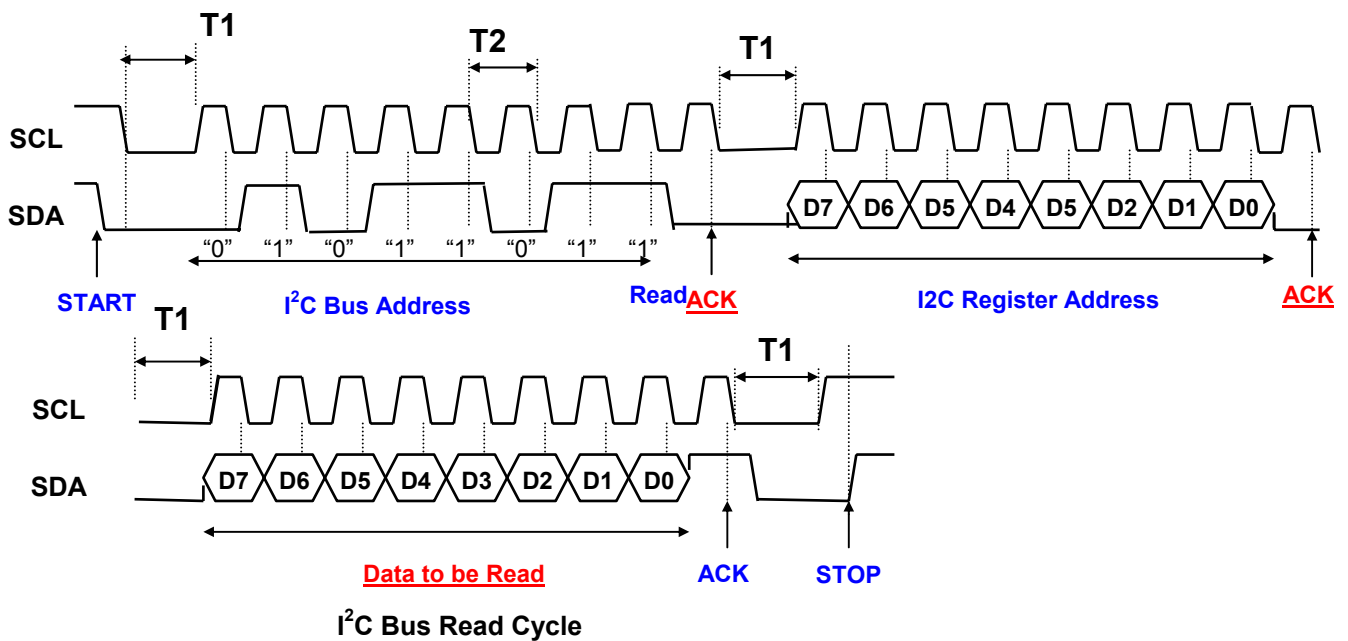 T1
T2
T1
SCL
SDA
D7 D6 D5 D4 D5 D2 D1 D0
“0” “1” “0” “1” “1” “0” “1” “1”
START
I²C Bus Address
Read
ACK
I2C Register Address
ACK
T1
T1
SCL
SDA
D7 D6 D5 D4 D3 D2 D1 D0
Data to be Read
ACK
STOP
I²C Bus Read Cycle